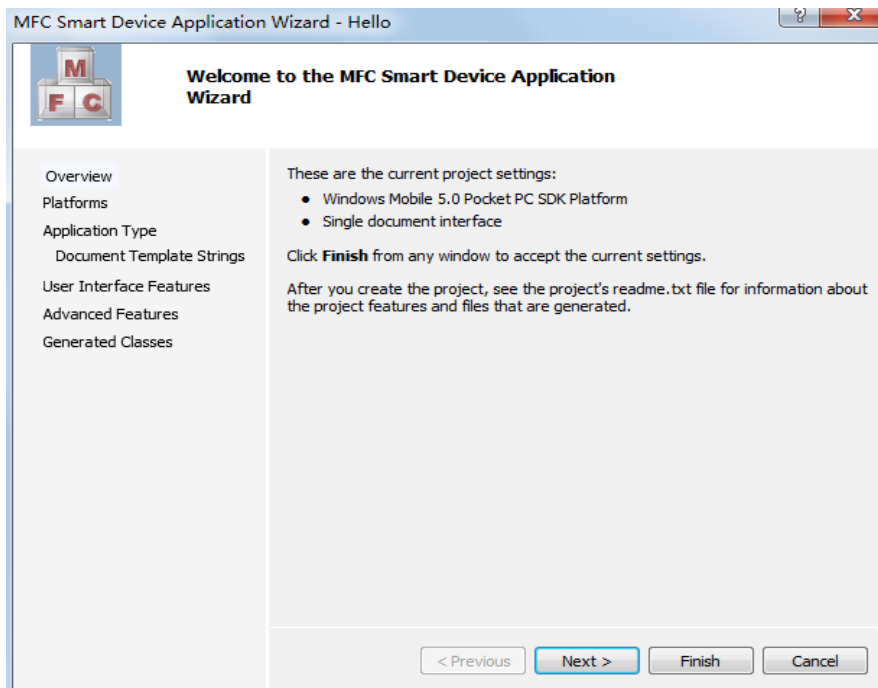 MFC Smart Device Application Wizard - Hello
? X
M
F C
Welcome to the MFC Smart Device Application
Wizard
Overview
Platforms
Application Type
Document Template Strings
User Interface Features
Advanced Features
Generated Classes
These are the current project settings:
• Windows Mobile 5.0 Pocket PC SDK Platform
• Single document interface
Click Finish from any window to accept the current settings.
After you create the project, see the project's readme.txt file for information about
the project features and files that are generated.
< Previous Next > Finish Cancel